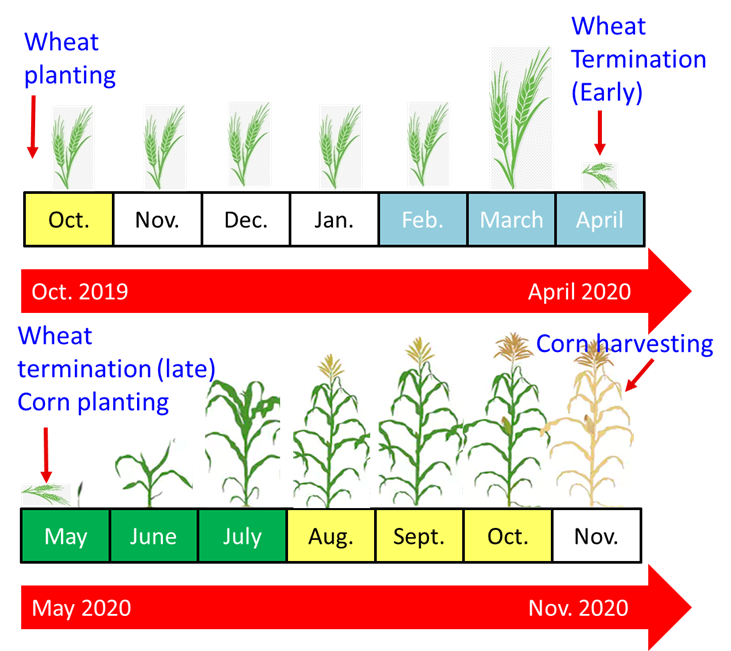 Wheat
planting
Wheat
Termination
(Early)
Oct. Nov. Dec. Jan. Feb. March April
Oct. 2019 April 2020
Wheat
termination (late)
Corn planting
Corn harvesting
May June July Aug. Sept. Oct. Nov.
May 2020 Nov. 2020